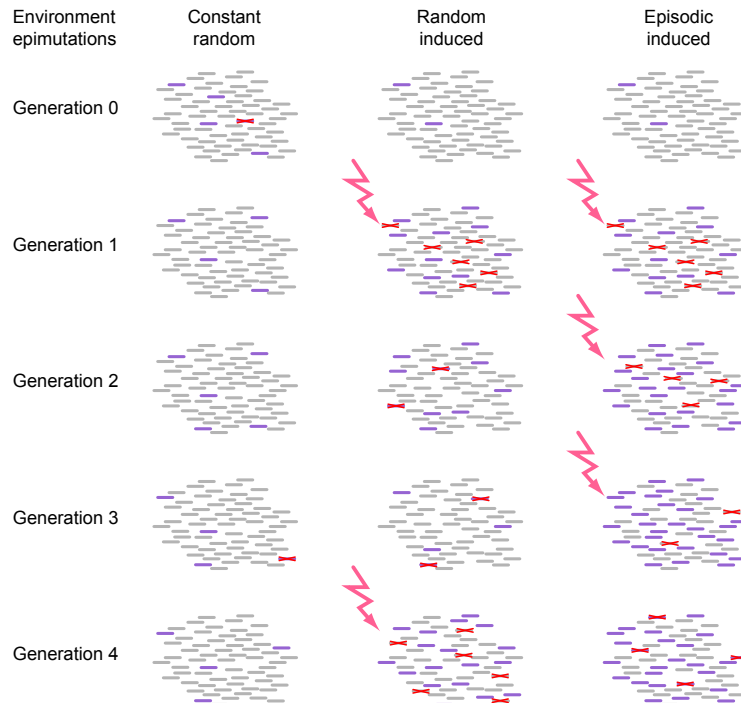 Environment
epimutations
Constant
random
Random
induced
Episodic
induced
Generation 0
Generation 1
Generation 2
Generation 3
Generation 4